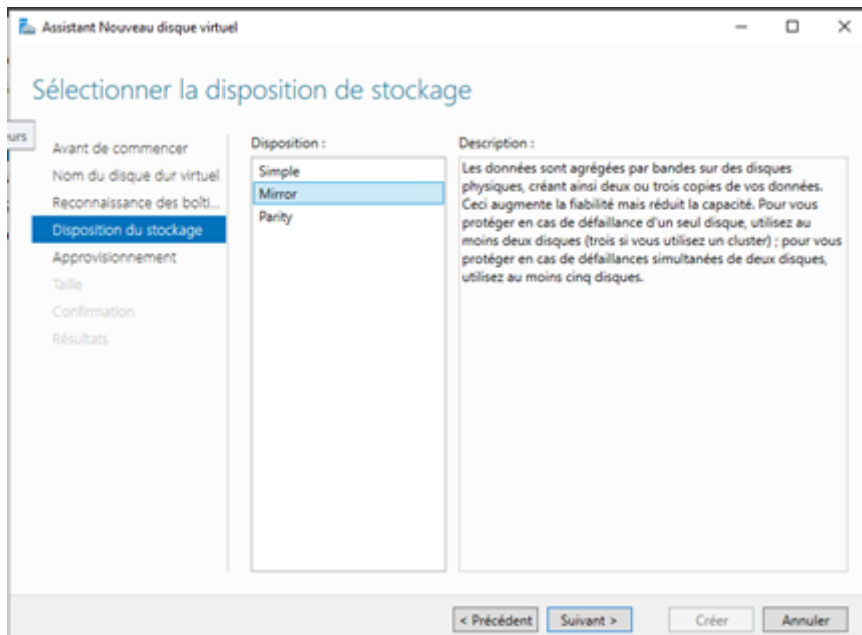 Assistant Nouveau disque virtuel
Sélectionner la disposition de stockage
urs
Avant de commencer
Nom du disque dur virtuel
Reconnaissance des boîti...
Disposition du stockage
Approvisionnement
Taille
Confirmation
Résultats
Disposition :
Simple
Mirror
Parity
Description :
Les données sont agrégées par bandes sur des disques
physiques, créant ainsi deux ou trois copies de vos données.
Ceci augmente la fiabilité mais réduit la capacité. Pour vous
protéger en cas de défaillance d'un seul disque, utilisez au
moins deux disques (trois si vous utilisez un cluster) ; pour vous
protéger en cas de défaillances simultanées de deux disques,
utilisez au moins cinq disques.
< Précédent
Suivant >
Créer
Annuler